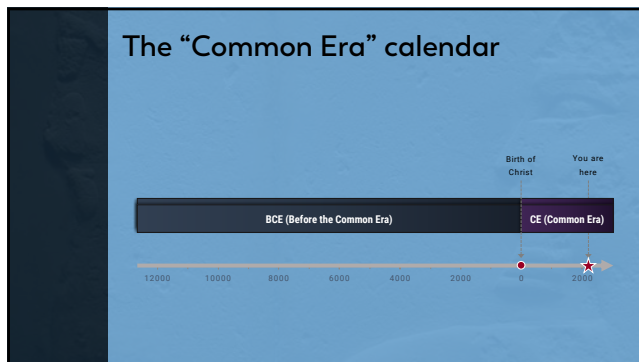 The “Common Era” calendar
Birth of
Christ
You are
here
BCE (Before the Common Era)
CE (Common Era)
12000 10000 8000 6000 4000 2000 0 2000